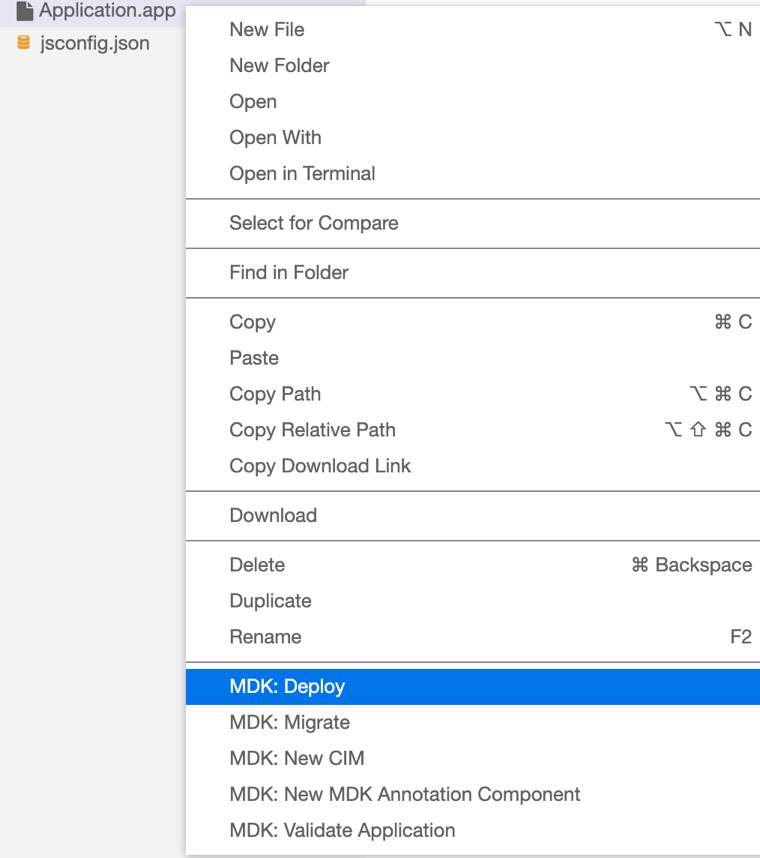 Application.app
jsconfig.json
New File ⌥ N
New Folder
Open
Open With
Open in Terminal
Select for Compare
Find in Folder
Copy ⌘ C
Paste
Copy Path ⌥ ⌘ C
Copy Relative Path ⌥ ⇧ ⌘ C
Copy Download Link
Download
Delete ⌘ Backspace
Duplicate
Rename F2
MDK: Deploy
MDK: Migrate
MDK: New CIM
MDK: New MDK Annotation Component
MDK: Validate Application